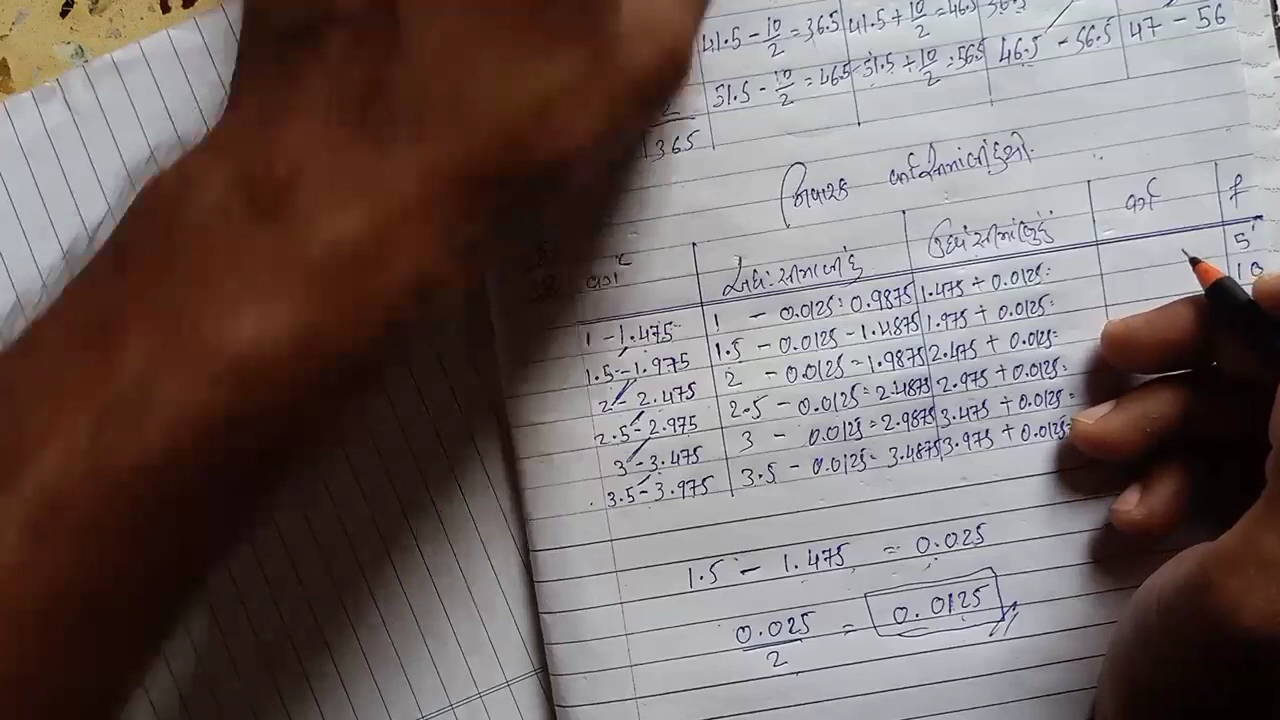 41.5 - 10/2 = 36.5 41.5 + 10/2 = 46.5
51.5 - 10/2 = 46.5 51.5 + 10/2 = 56.5 46.5 - 56.5 47 - 56
1365
વર્ગ f
વર્ગ
5
1 - 1.475 1 - 0.0125 = 0.9875 1.475 + 0.0125 =
10
1.5 - 1.975 1.5 - 0.0125 - 1.4875 1.975 + 0.0125 =
2 - 2.475 2 - 0.0125 = 1.9875 2.475 + 0.0125 =
2.5 - 2.975 2.5 - 0.0125 = 2.4875 2.975 + 0.0125 =
3 - 3.475 3 - 0.0125 = 2.9875 3.475 + 0.0125 =
3.5 - 3.975 3.5 - 0.0125 = 3.4875 3.975 + 0.0125 =
1.5 - 1.475 = 0.025
0.025/2 = 0.0125